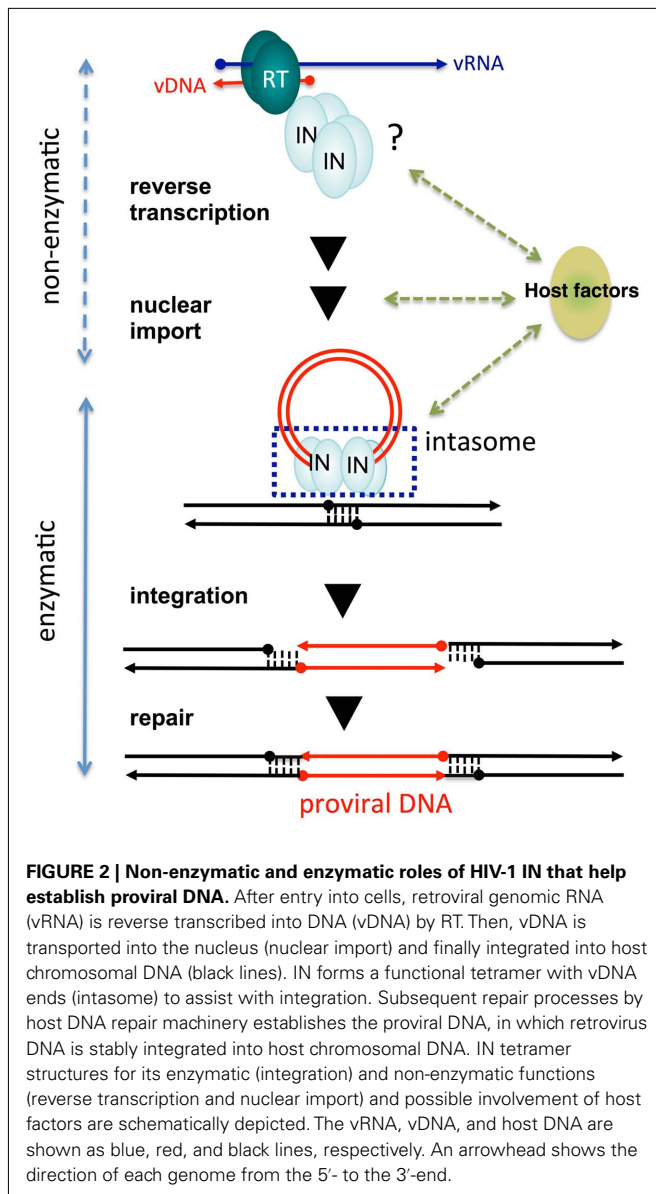 RT
vRNA
vDNA
IN
IN
?
non-enzymatic
reverse
transcription
Host factors
nuclear
import
IN
IN
intasome
enzymatic
integration
repair
proviral DNA
FIGURE 2 | Non-enzymatic and enzymatic roles of HIV-1 IN that help
establish proviral DNA. After entry into cells, retroviral genomic RNA
(vRNA) is reverse transcribed into DNA (vDNA) by RT. Then, vDNA is
transported into the nucleus (nuclear import) and finally integrated into host
chromosomal DNA (black lines). IN forms a functional tetramer with vDNA
ends (intasome) to assist with integration. Subsequent repair processes by
host DNA repair machinery establishes the proviral DNA, in which retrovirus
DNA is stably integrated into host chromosomal DNA. IN tetramer
structures for its enzymatic (integration) and non-enzymatic functions
(reverse transcription and nuclear import) and possible involvement of host
factors are schematically depicted. The vRNA, vDNA, and host DNA are
shown as blue, red, and black lines, respectively. An arrowhead shows the
direction of each genome from the 5′- to the 3′-end.